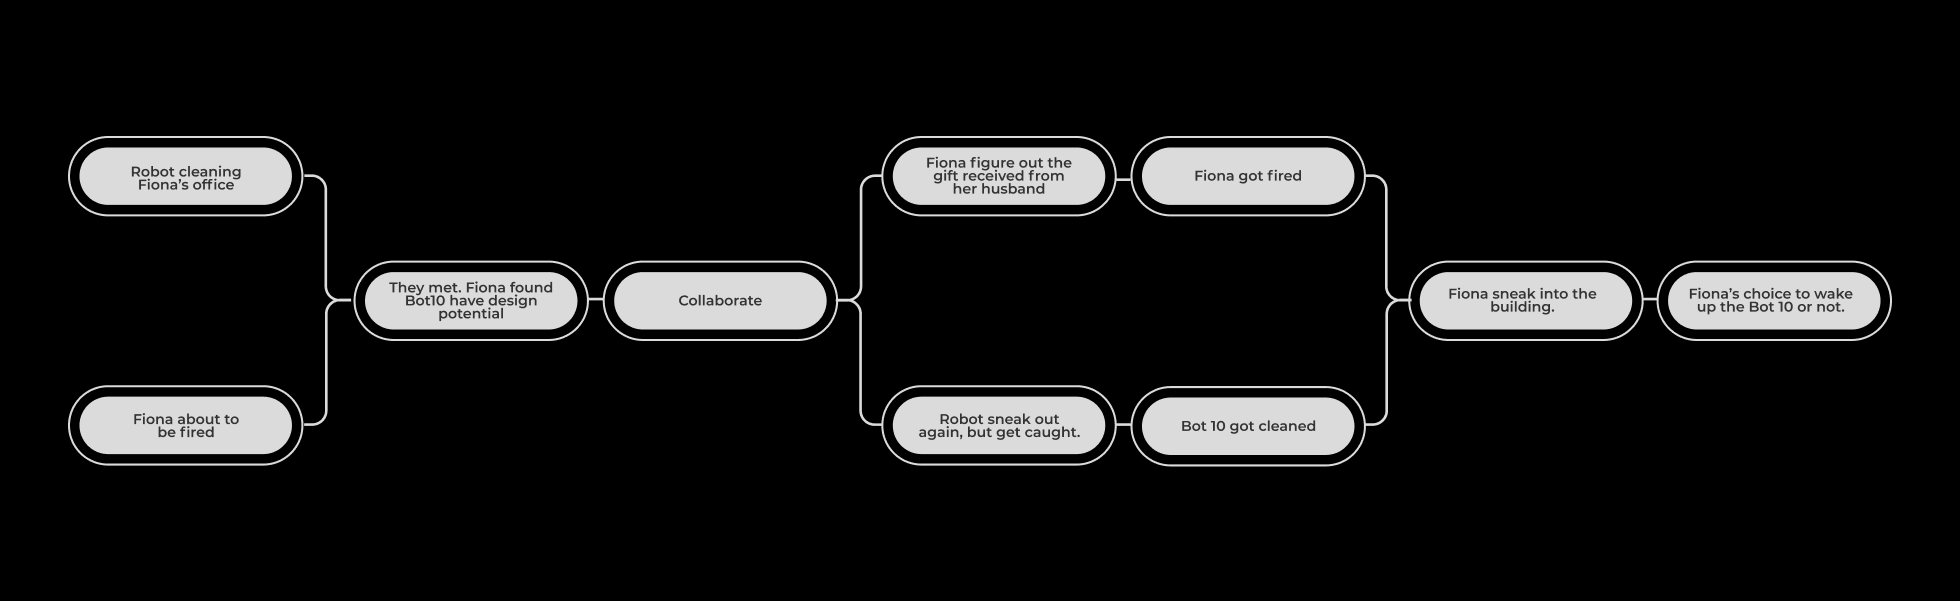 Robot cleaning
Fiona’s office
Fiona about to
be fired
They met. Fiona found
Bot10 have design
potential
Collaborate
Fiona figure out the
gift received from
her husband
Fiona got fired
Robot sneak out
again, but get caught.
Bot 10 got cleaned
Fiona sneak into the
building.
Fiona’s choice to wake
up the Bot 10 or not.